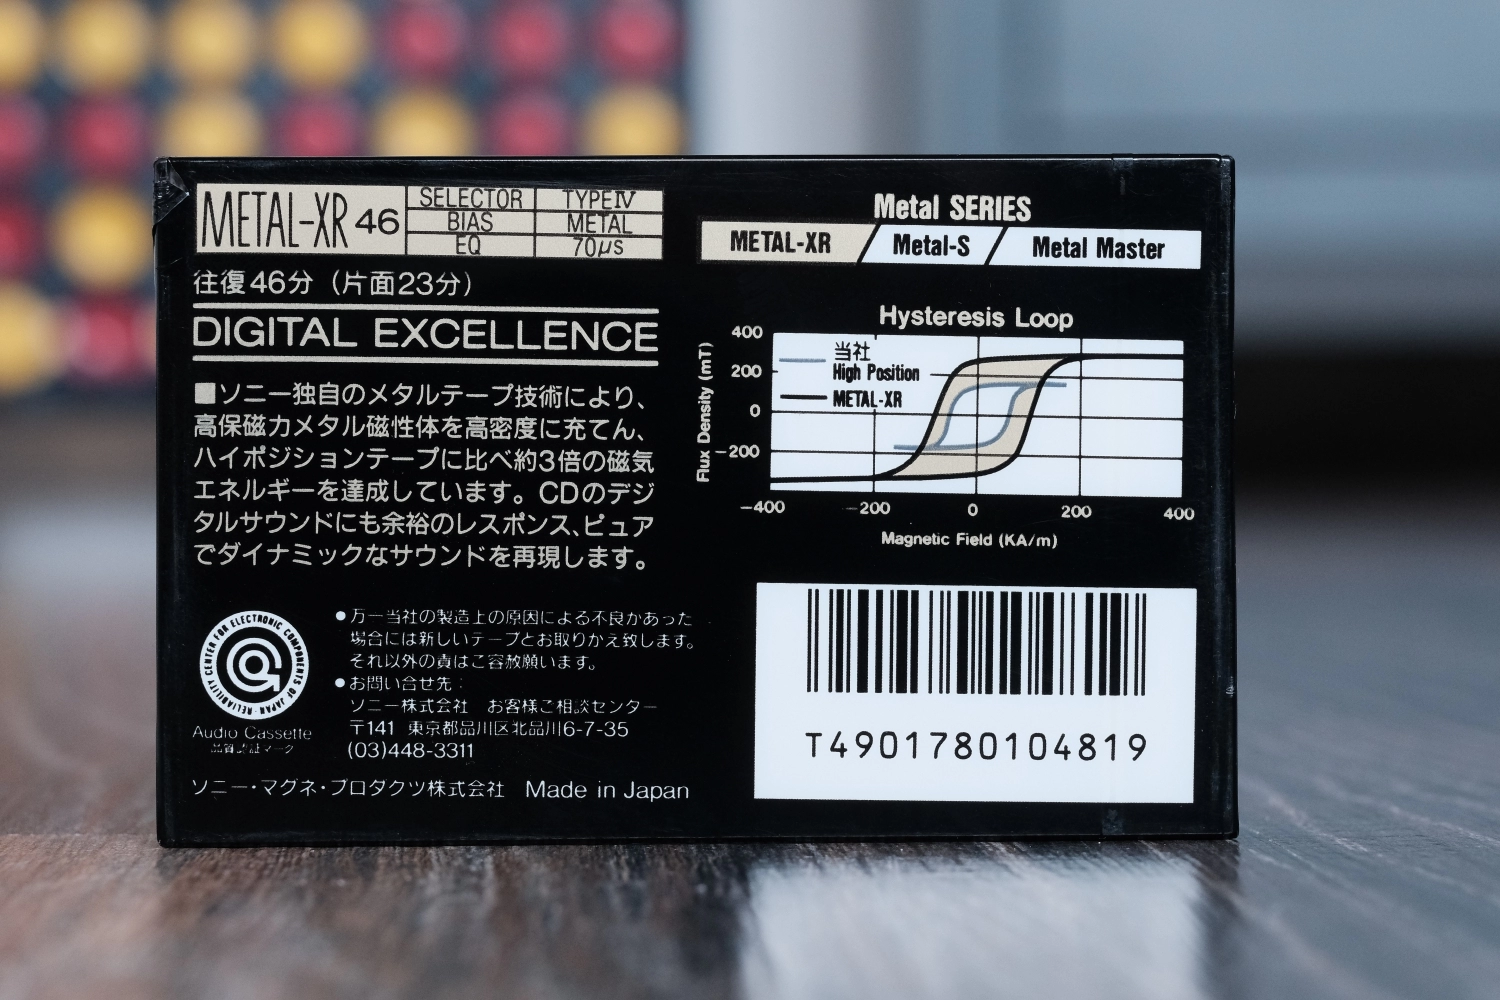 METAL-XR 46
SELECTOR TYPE IV
BIAS METAL
EQ 70μs
往復46分（片面23分）
DIGITAL EXCELLENCE
■ソニー独自のメタルテープ技術により、
高保磁力メタル磁性体を高密度に充てん、
ハイポジションテープに比べ約3倍の磁気
エネルギーを達成しています。CDのデジ
タルサウンドにも余裕のレスポンス、ピュア
でダイナミックなサウンドを再現します。
RELIABILITY CENTER FOR ELECTRONIC COMPONENTS OF JAPAN
Audio Cassette
品質認証マーク
●万一当社の製造上の原因による不良かあった
場合には新しいテープとお取りかえ致します。
それ以外の責はご容赦願います。
●お問い合せ先：
ソニー株式会社 お客様ご相談センター
〒141 東京都品川区北品川6-7-35
(03)448-3311
ソニー・マグネ・プロダクツ株式会社 Made in Japan
Metal SERIES
METAL-XR Metal-S Metal Master
Hysteresis Loop
当社
High Position
METAL-XR
Flux Density (mT)
400
200
0
-200
-400 -200 0 200 400
Magnetic Field (KA/m)
T4901780104819